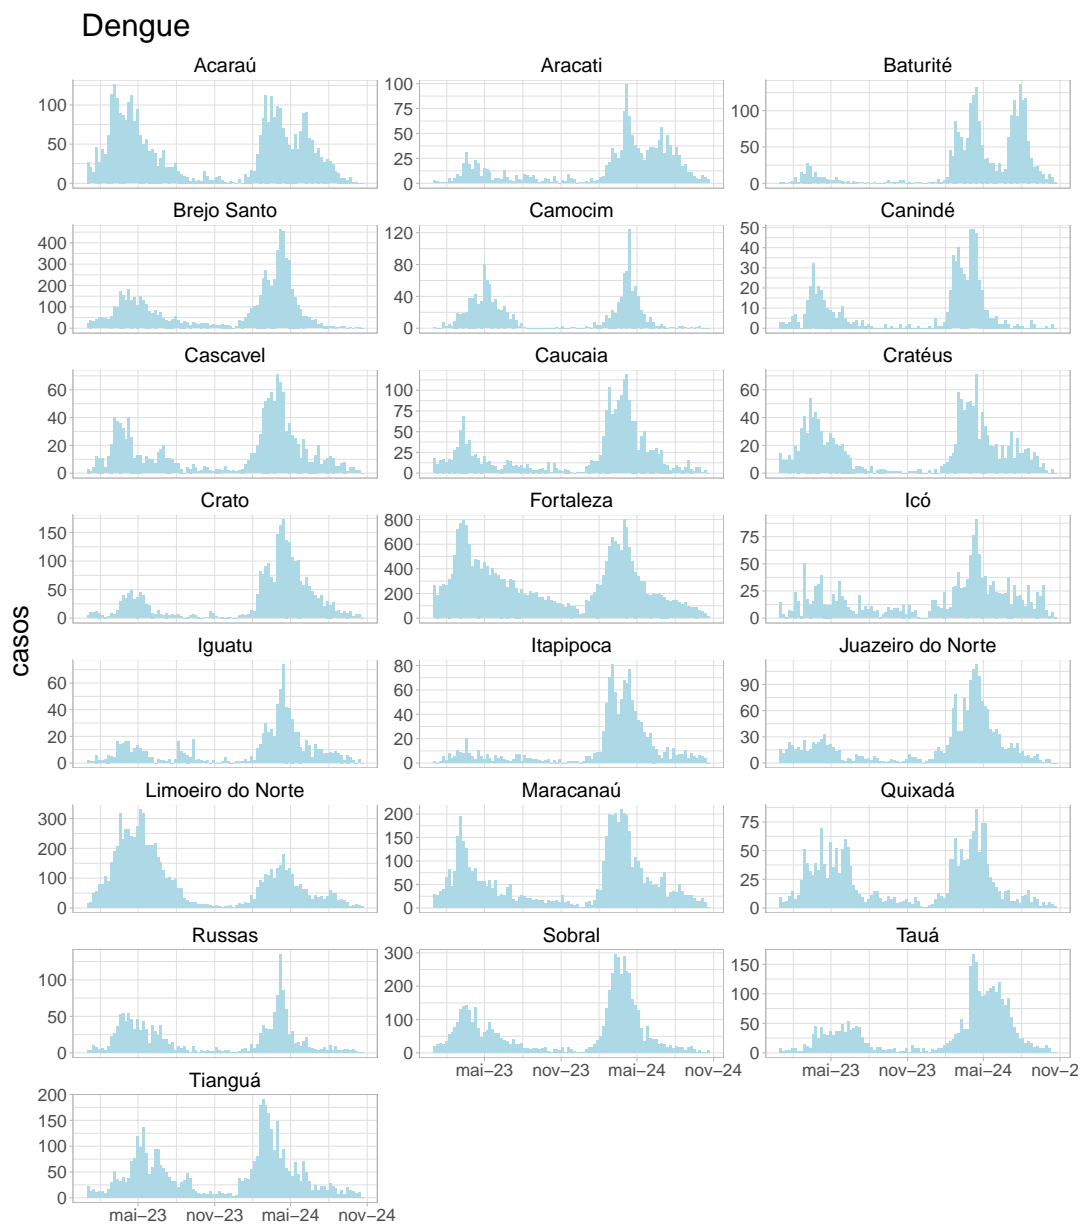 Dengue
Acaraú Aracati Baturité
100 50 0
100 75 50 25 0
100 50 0
Brejo Santo Camocim Canindé
400 300 200 100 0
120 80 40 0
50 40 30 20 10 0
Cascavel Caucaia Cratéus
60 40 20 0
100 75 50 25 0
60 40 20 0
Crato Fortaleza Icó
150 100 50 0
800 600 400 200 0
75 50 25 0
casos
Iguatu Itapipoca Juazeiro do Norte
60 40 20 0
80 60 40 20 0
90 60 30 0
Limoeiro do Norte Maracanaú Quixadá
300 200 100 0
200 150 100 50 0
75 50 25 0
Russas Sobral Tauá
100 50 0
300 200 100 0
150 100 50 0
mai–23 nov–23 mai–24 nov–24
mai–23 nov–23 mai–24 nov–2
Tianguá
200 150 100 50 0
mai–23 nov–23 mai–24 nov–24